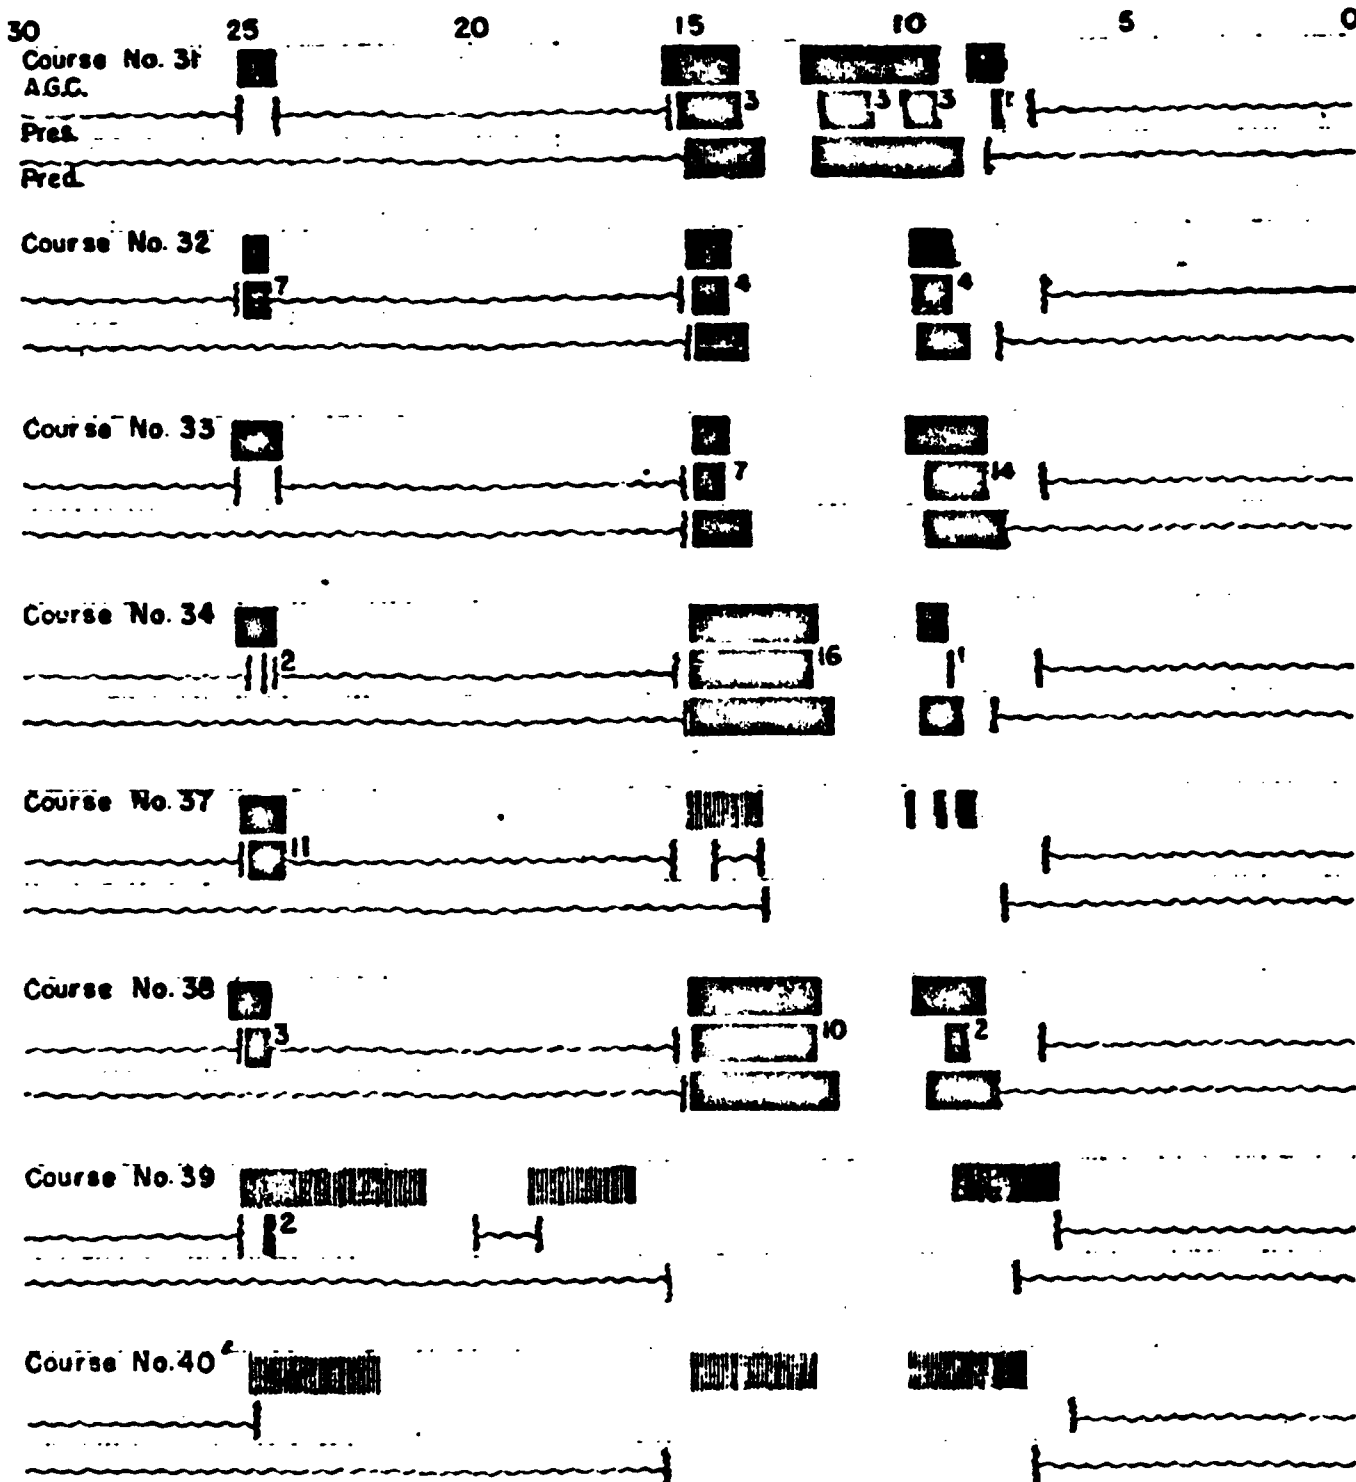 30 25 20 15 10 5 0
Course No. 31
A.G.C.
3 3 3 1
Pres.
Pred.
Course No. 32
7 4 4
Course No. 33
7 14
Course No. 34
2 16 1
Course No. 37
11
Course No. 38
3 10 2
Course No. 39
2
Course No. 40